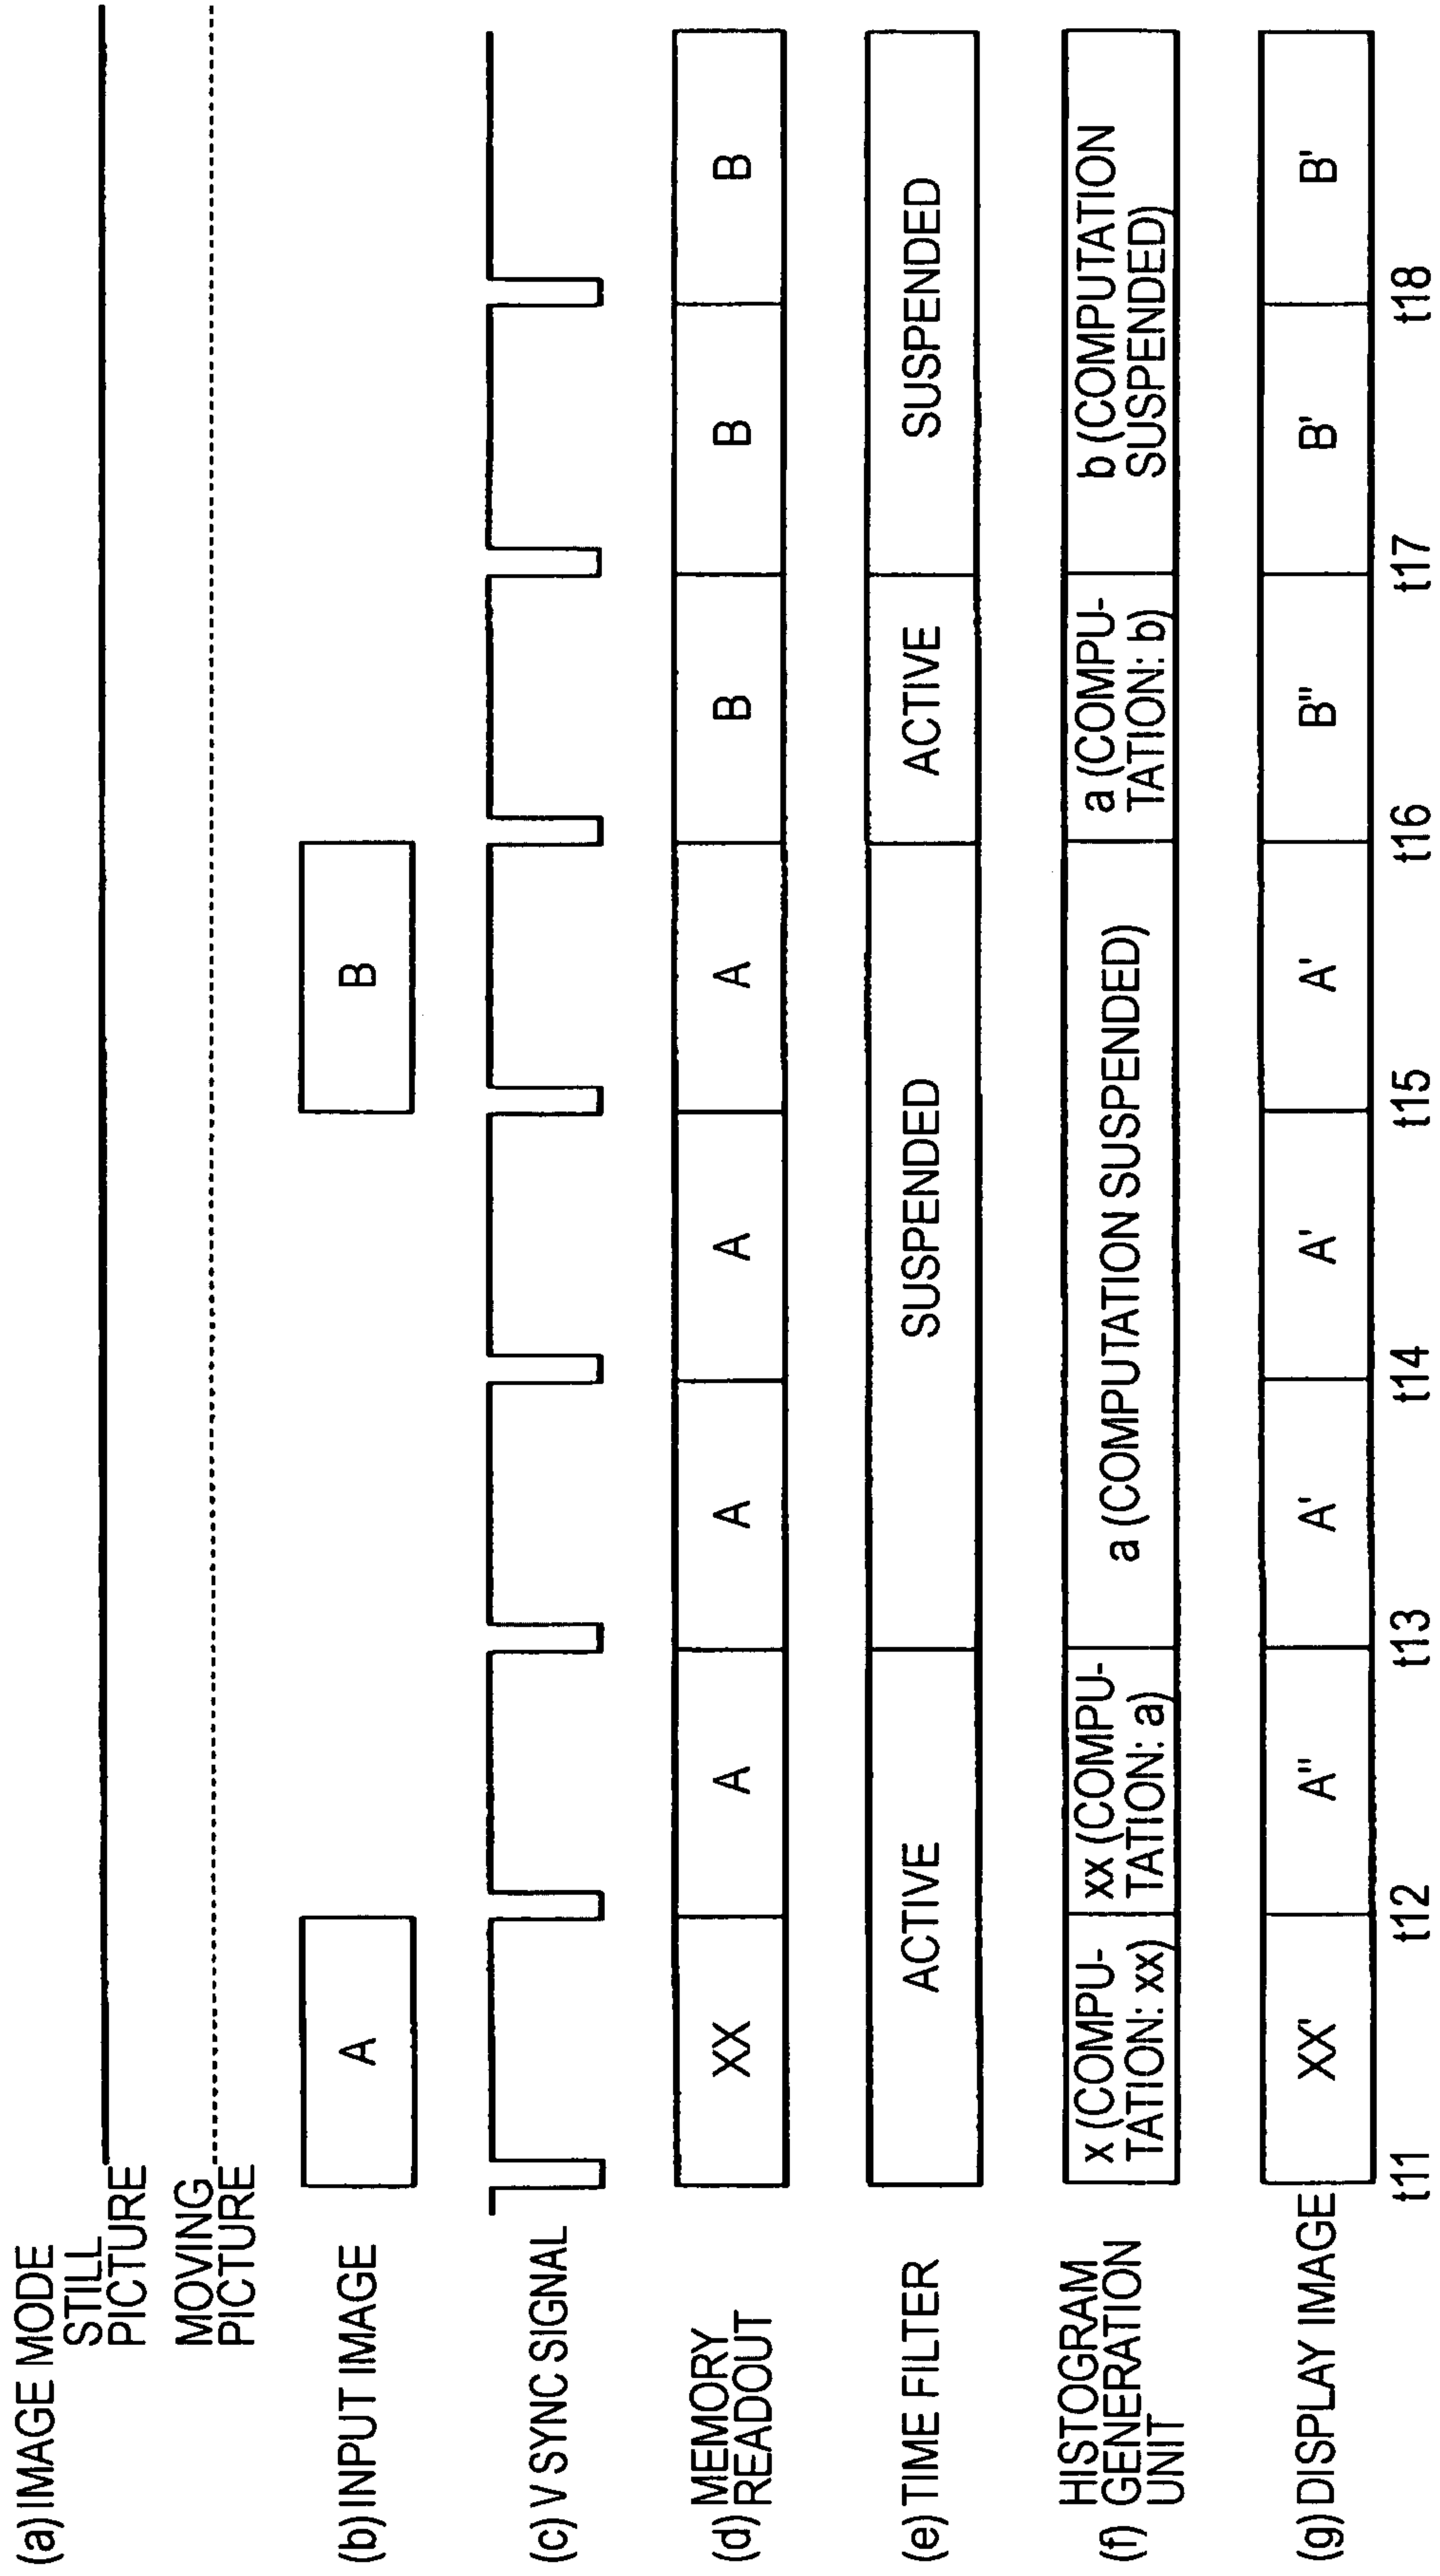 (a) IMAGE MODE
STILL
PICTURE
MOVING
PICTURE
(b) INPUT IMAGE
A
B
(c) V SYNC SIGNAL
(d) MEMORY
READOUT
XX
A
A
A
A
B
B
B
(e) TIME FILTER
ACTIVE
SUSPENDED
ACTIVE
SUSPENDED
HISTOGRAM
(f) GENERATION
UNIT
x (COMPU-
TATION: xx)
xx (COMPU-
TATION: a)
a (COMPUTATION SUSPENDED)
a (COMPU-
TATION: b)
b (COMPUTATION
SUSPENDED)
(g) DISPLAY IMAGE
XX'
A"
A'
A'
A'
B"
B'
B'
t11
t12
t13
t14
t15
t16
t17
t18